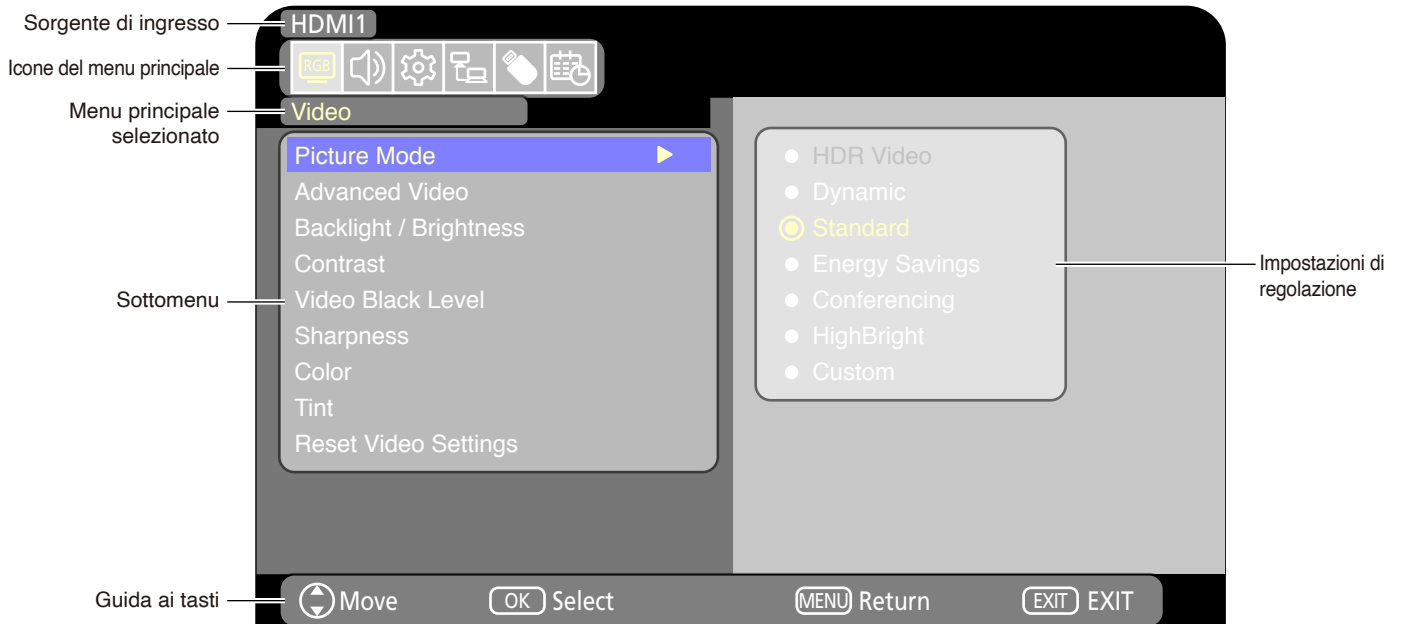 Sorgente di ingresso
HDMI1
Icone del menu principale
RGB
Menu principale
selezionato
Video
Sottomenu
Picture Mode
Advanced Video
Backlight / Brightness
Contrast
Video Black Level
Sharpness
Color
Tint
Reset Video Settings
HDR Video
Dynamic
Standard
Energy Savings
Conferencing
HighBright
Custom
Impostazioni di
regolazione
Guida ai tasti
Move OK Select MENU Return EXIT EXIT